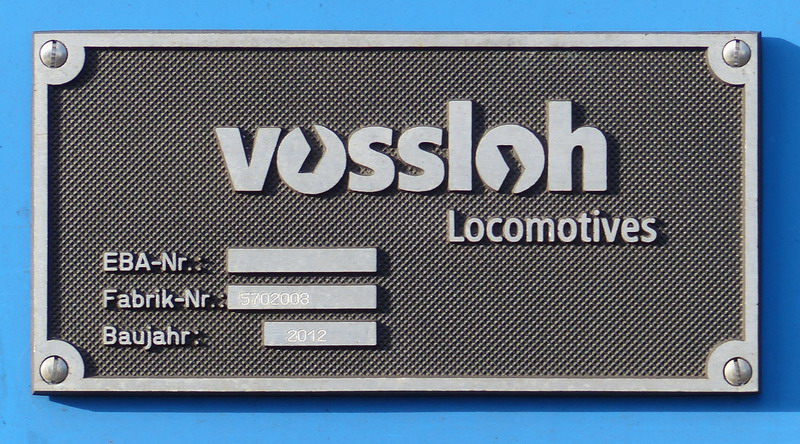 vossloh
Locomotives
EBA-Nr.:
Fabrik-Nr.: 5702008
Baujahr: 2012